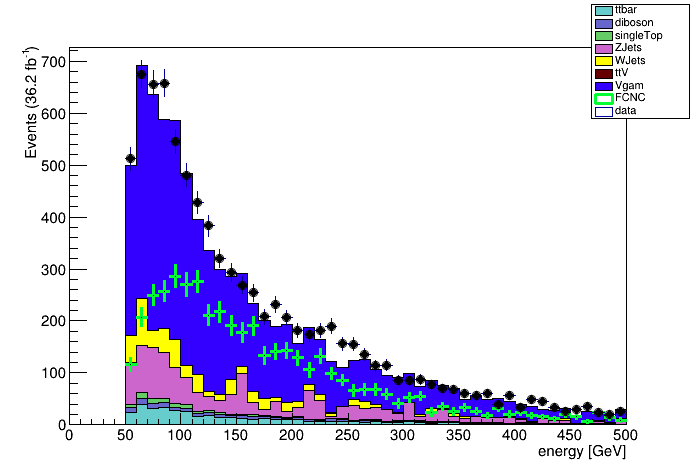 ttbar
diboson
singleTop
ZJets
WJets
ttV
Vgam
FCNC
data
Events (36.2 fb⁻¹)
700
600
500
400
300
200
100
0
0 50 100 150 200 250 300 350 400 450 500
energy [GeV]